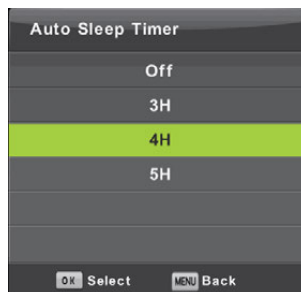 Auto Sleep Timer
Off
3H
4H
5H
OK Select MENU Back